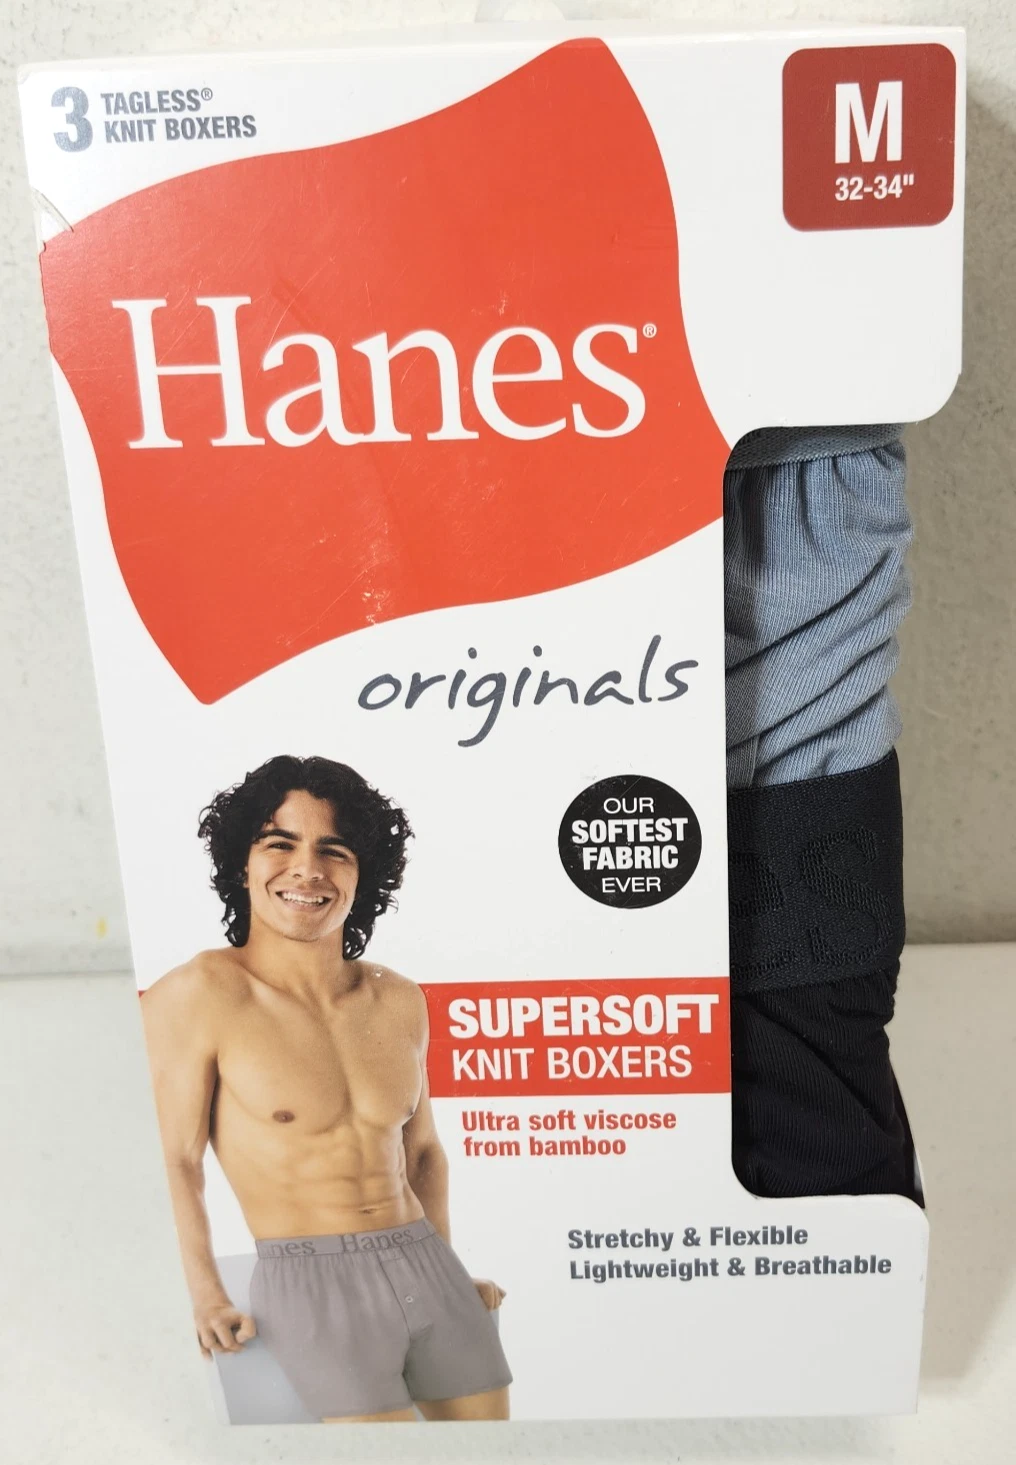 3 TAGLESS®
KNIT BOXERS
M
32-34"
Hanes®
originals
OUR
SOFTEST
FABRIC
EVER
SUPERSOFT
KNIT BOXERS
Ultra soft viscose
from bamboo
Stretchy & Flexible
Lightweight & Breathable
nes Hanes
es